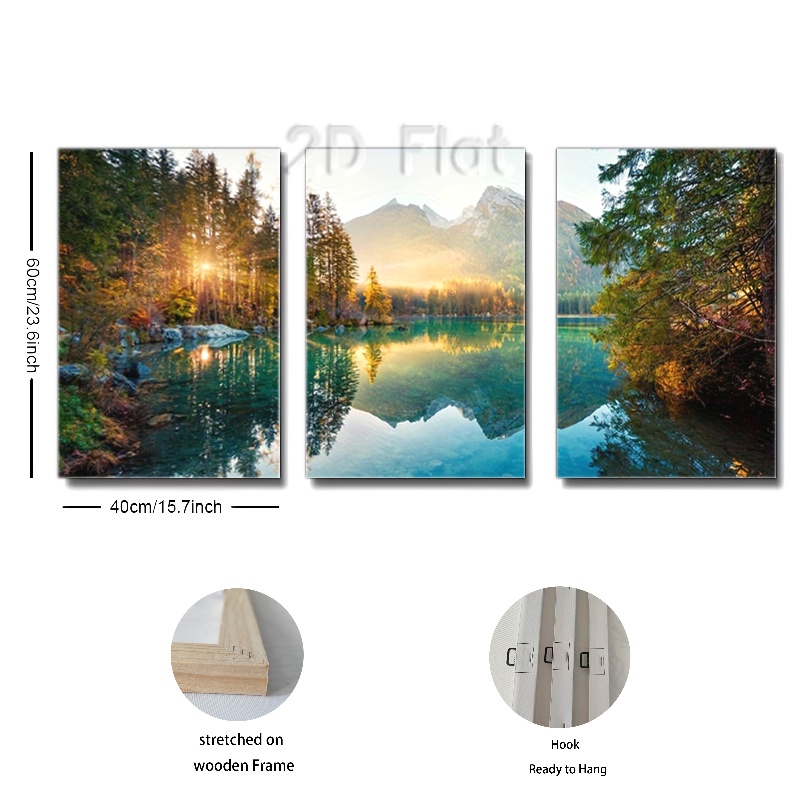 2D Flat
60cm/23.6inch
40cm/15.7inch
stretched on
wooden Frame
Hook
Ready to Hang